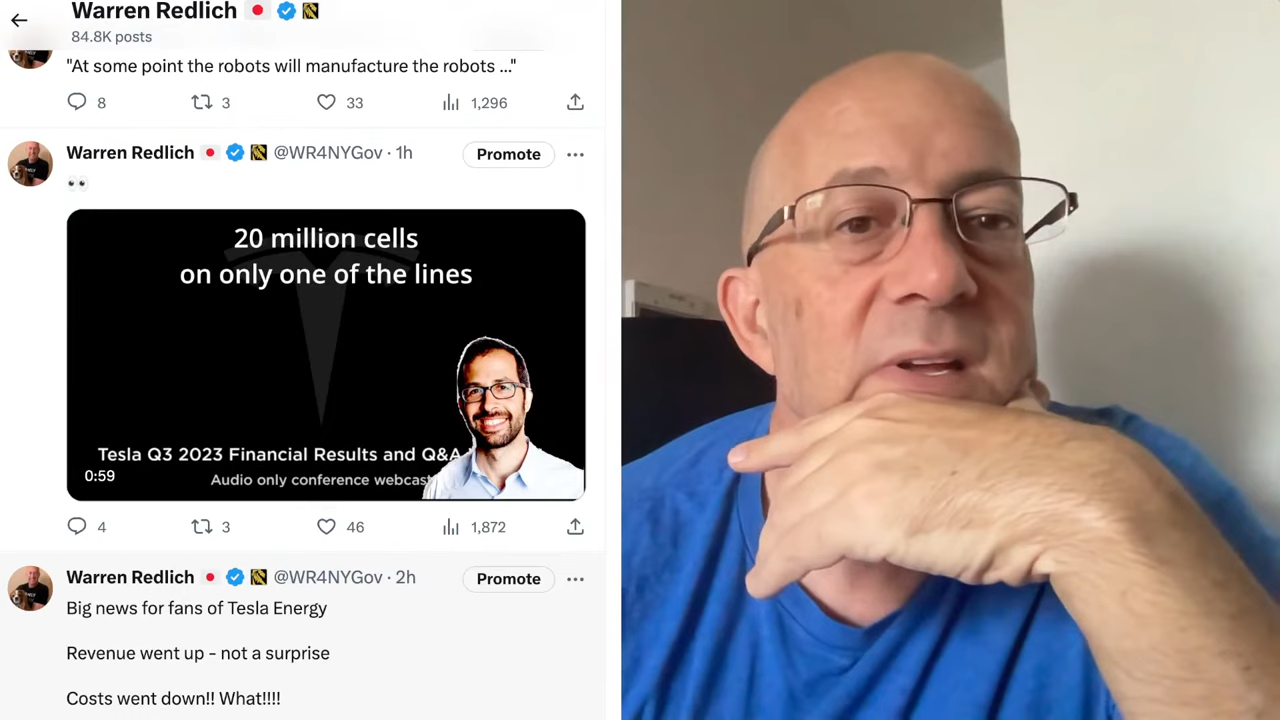 Warren Redlich
84.8K posts
"At some point the robots will manufacture the robots ..."
8 3 33 1,296
Warren Redlich @WR4NYGov · 1h Promote
👀
20 million cells
on only one of the lines
Tesla Q3 2023 Financial Results and Q&A
0:59 Audio only conference webcast
4 3 46 1,872
Warren Redlich @WR4NYGov · 2h Promote
Big news for fans of Tesla Energy
Revenue went up - not a surprise
Costs went down!! What!!!!